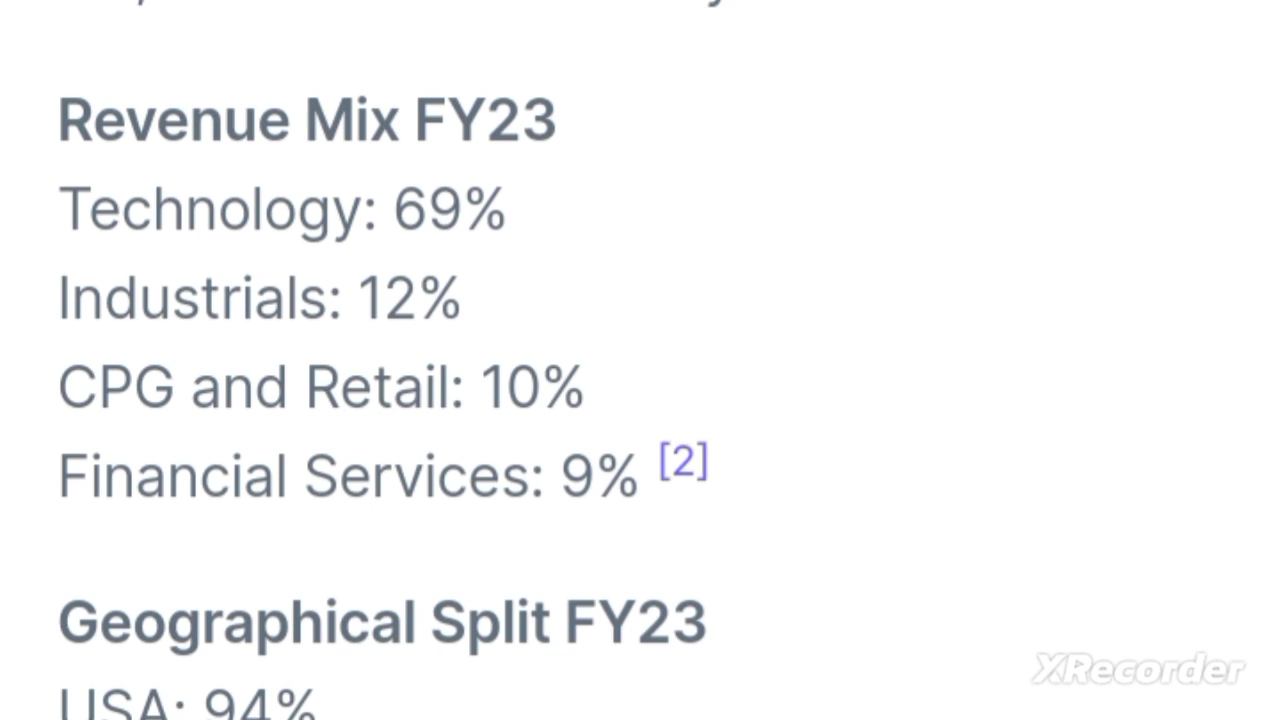 Revenue Mix FY23
Technology: 69%
Industrials: 12%
CPG and Retail: 10%
Financial Services: 9% [2]
Geographical Split FY23
USA: 94%
XRecorder